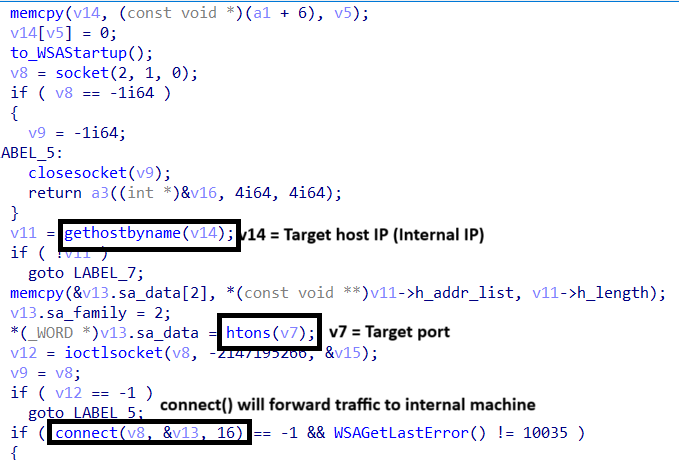 memcpy(v14, (const void *)(a1 + 6), v5);
v14[v5] = 0;
to_WSAStartup();
v8 = socket(2, 1, 0);
if ( v8 == -1i64 )
{
v9 = -1i64;
ABEL_5:
closesocket(v9);
return a3((int *)&v16, 4i64, 4i64);
}
v11 = gethostbyname(v14); v14 = Target host IP (Internal IP)
if ( !v11 )
goto LABEL_7;
memcpy(&v13.sa_data[2], *(const void **)v11->h_addr_list, v11->h_length);
v13.sa_family = 2;
*(_WORD *)v13.sa_data = htons(v7); v7 = Target port
v12 = ioctlsocket(v8, -2147195266, &v15);
v9 = v8;
if ( v12 == -1 )
goto LABEL_5; connect() will forward traffic to internal machine
if ( connect(v8, &v13, 16) == -1 && WSAGetLastError() != 10035 )
{